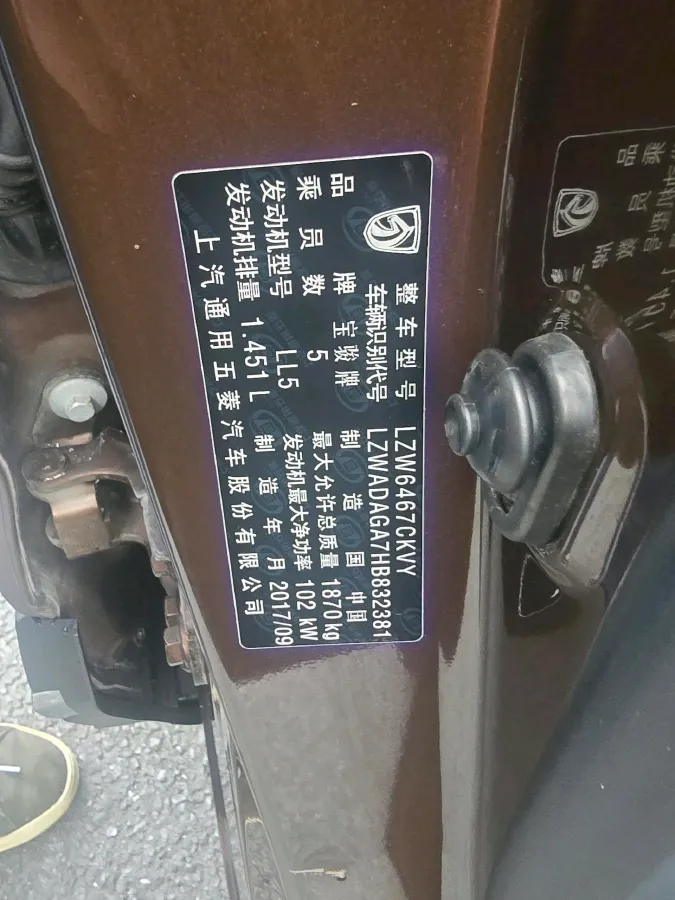 整车型号 LZW6467CKVY
车辆识别代号 LZWADAGA7HB832381
品 牌 宝骏牌 制造国 中国
乘员数 5 最大允许总质量 1870kg
发动机型号 LL5 发动机最大净功率 102 kW
发动机排量 1.451 L 制造年月 2017/09
上汽通用五菱汽车股份有限公司